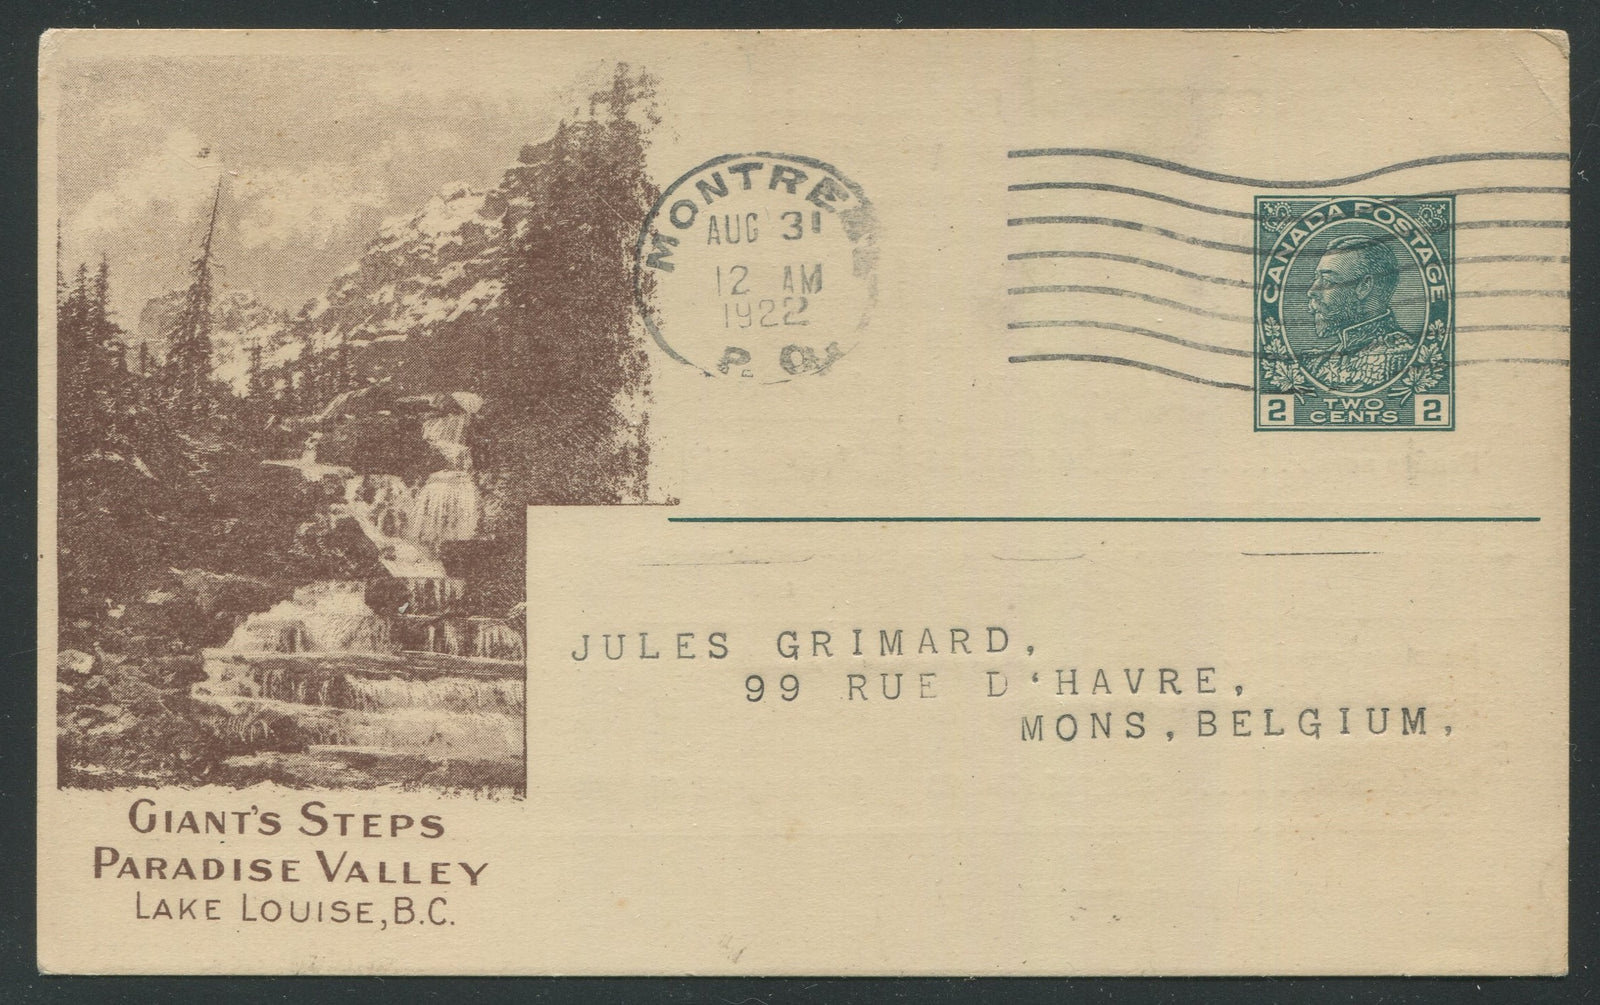 MONTRE
AUG 31
12 AM
1922
P. Q.
CANADA POSTAGE
2 TWO CENTS 2
JULES GRIMARD,
99 RUE D'HAVRE,
MONS, BELGIUM,
GIANT'S STEPS
PARADISE VALLEY
LAKE LOUISE, B.C.